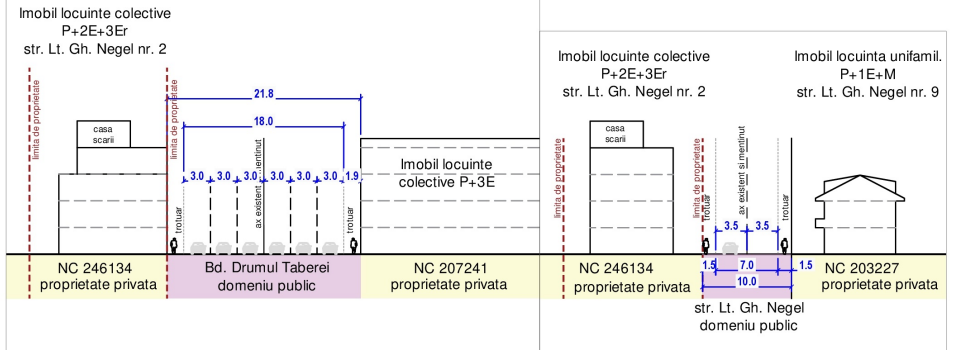 Imobil locuinte colective
P+2E+3Er
str. Lt. Gh. Negel nr. 2
limita de proprietate
limita de proprietate
21.8
18.0
casa
scarii
3.0 3.0 3.0 3.0 3.0 3.0 1.9
trotuar
ax existent si mentinut
trotuar
Imobil locuinte
colective P+3E
NC 246134
proprietate privata
Bd. Drumul Taberei
domeniu public
NC 207241
proprietate privata
Imobil locuinte colective
P+2E+3Er
str. Lt. Gh. Negel nr. 2
Imobil locuinta unifamil.
P+1E+M
str. Lt. Gh. Negel nr. 9
casa
scarii
limita de proprietate
limita de proprietate
trotuar
ax existent si mentinut
trotuar
3.5 3.5
1.5 7.0 1.5
10.0
NC 246134
proprietate privata
NC 203227
proprietate privata
str. Lt. Gh. Negel
domeniu public